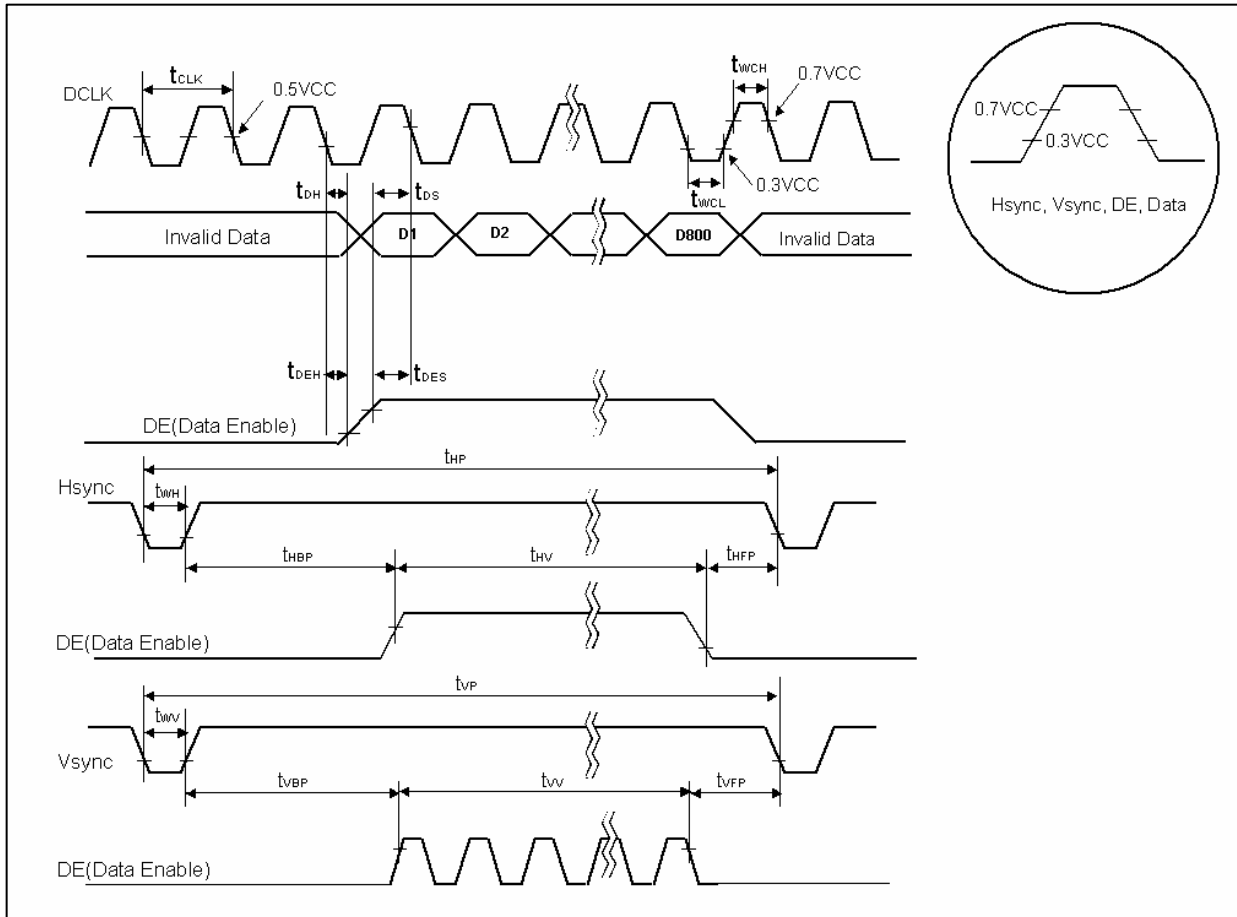 DCLK
tCLK
0.5VCC
tWCH
0.7VCC
0.3VCC
tWCL
tDH
tDS
Invalid Data
D1
D2
D800
Invalid Data
0.7VCC
0.3VCC
Hsync, Vsync, DE, Data
tDEH
tDES
DE(Data Enable)
tHP
Hsync
tWH
tHBP
tHV
tHFP
DE(Data Enable)
tVP
tWV
Vsync
tVBP
tVV
tVFP
DE(Data Enable)